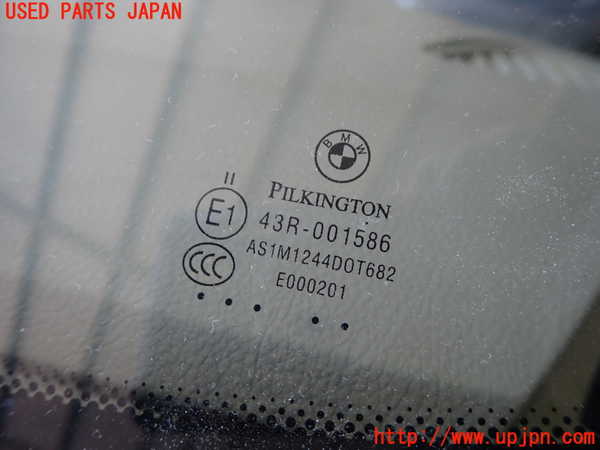 USED PARTS JAPAN
BMW
II
PILKINGTON
E1
43R-001586
AS1M1244DOT682
CCC
E000201
http://www.upjpn.com/